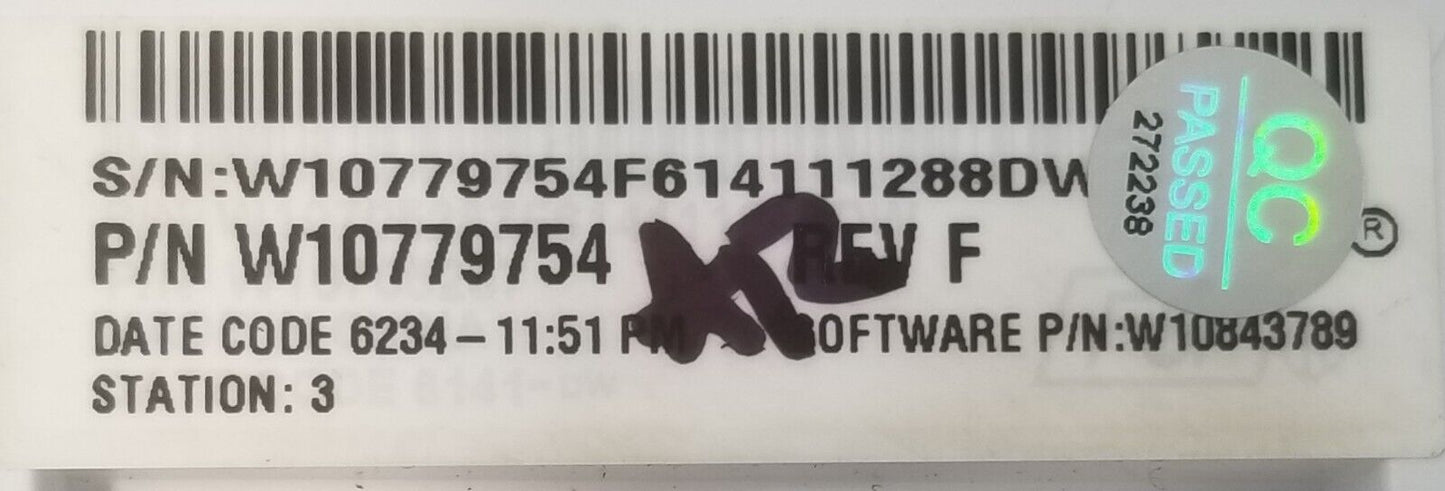 S/N:W10779754F614111288DW
P/N W10779754 REV F
®
DATE CODE 6234 – 11:51 PM SOFTWARE P/N:W10843789
STATION: 3
QC
PASSED
272238